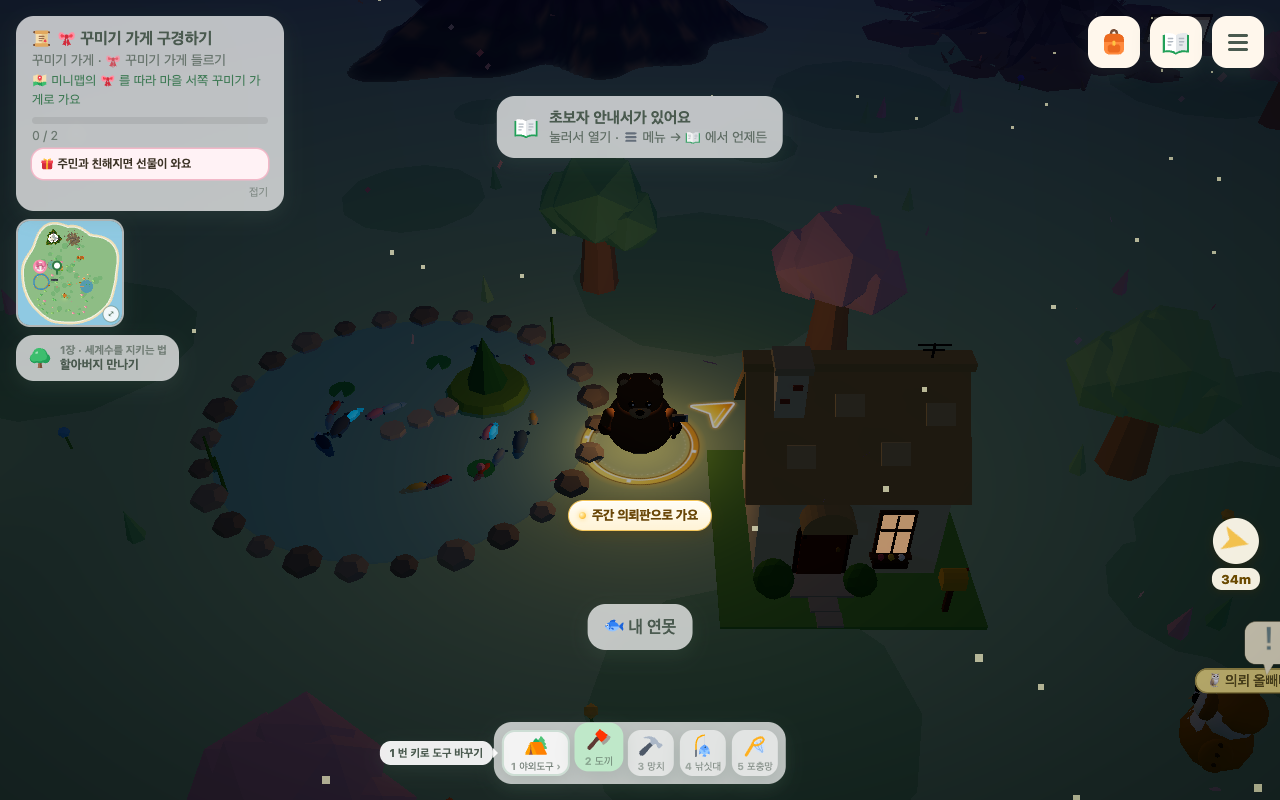 꾸미기 가게 구경하기
꾸미기 가게 · 꾸미기 가게 들르기
미니맵의 를 따라 마을 서쪽 꾸미기 가
게로 가요
0 / 2
주민과 친해지면 선물이 와요
접기
초보자 안내서가 있어요
눌러서 열기 · 메뉴 → 에서 언제든
1장 · 세계수를 지키는 법
할아버지 만나기
주간 의뢰판으로 가요
34m
!
의뢰 올빼
내 연못
1 번 키로 도구 바꾸기
1 야외도구 ›
2 도끼
3 망치
4 낚싯대
5 포충망